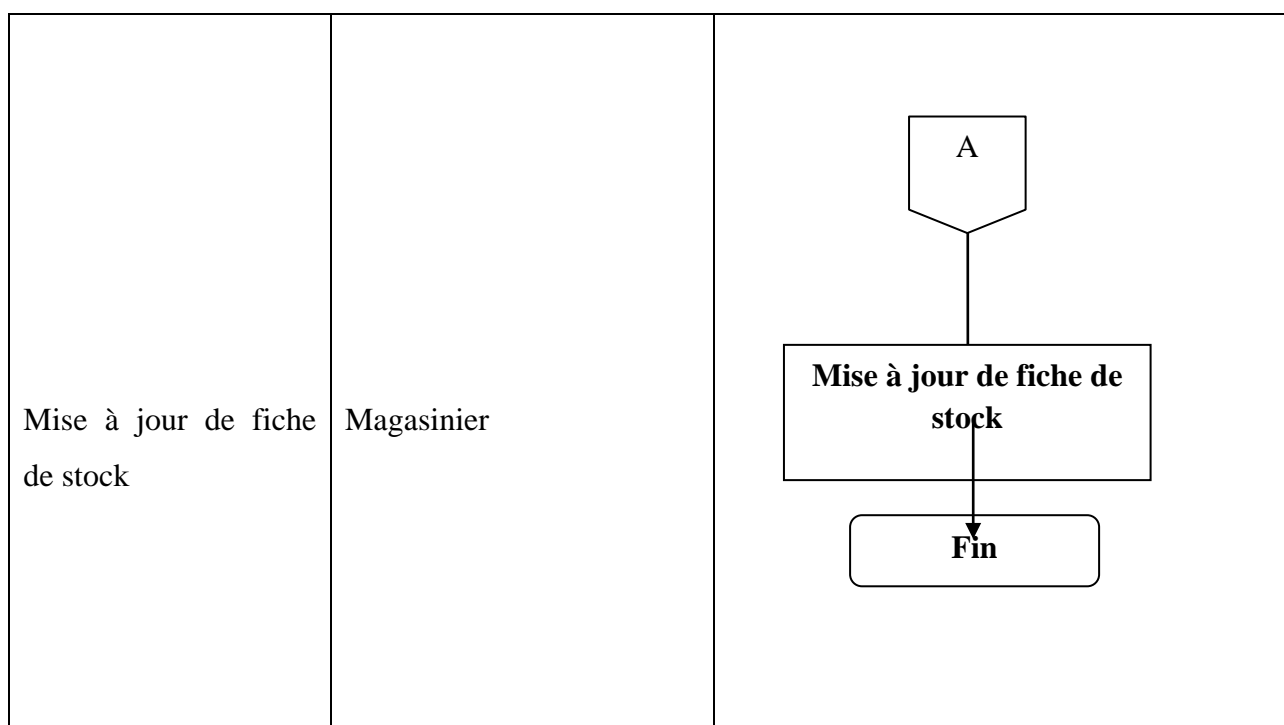 Mise à jour de fiche
de stock
Magasinier
A
Mise à jour de fiche de
stock
Fin